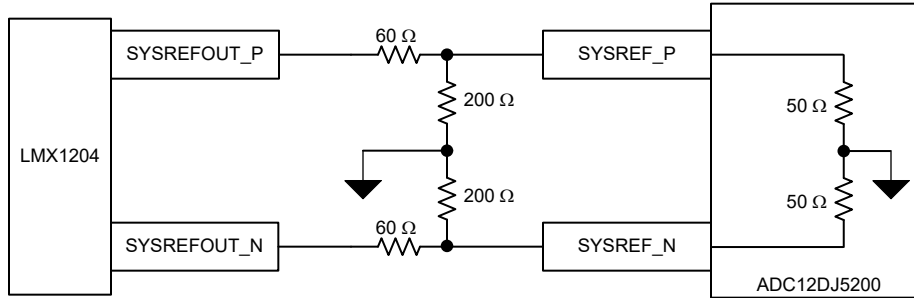 60 Ω
SYSREFOUT_P
SYSREF_P
200 Ω
50 Ω
LMX1204
200 Ω
50 Ω
60 Ω
SYSREFOUT_N
SYSREF_N
ADC12DJ5200